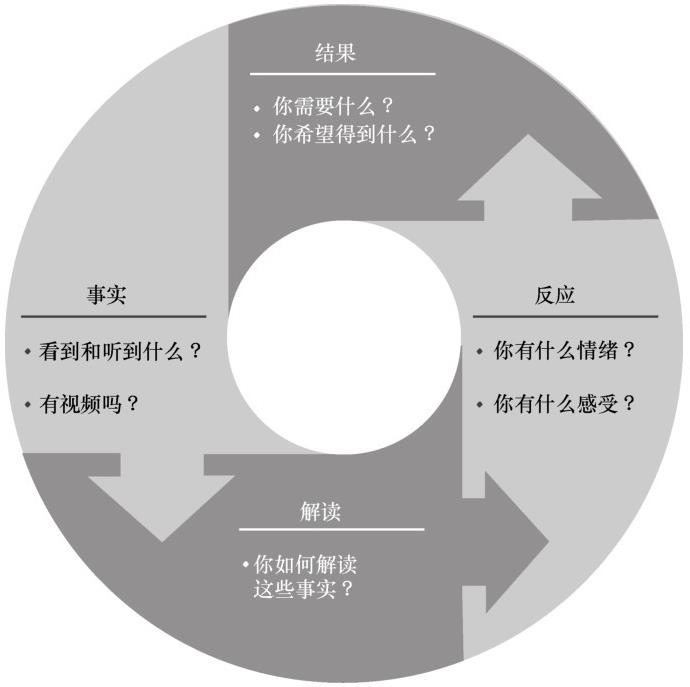 结果
• 你需要什么？
• 你希望得到什么？
事实
• 看到和听到什么？
• 有视频吗？
反应
• 你有什么情绪？
• 你有什么感受？
解读
• 你如何解读
这些事实？